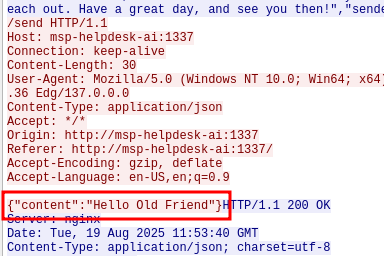 each out. Have a great day, and see you then!","sende
/send HTTP/1.1
Host: msp-helpdesk-ai:1337
Connection: keep-alive
Content-Length: 30
User-Agent: Mozilla/5.0 (Windows NT 10.0; Win64; x64)
.36 Edg/137.0.0.0
Content-Type: application/json
Accept: */*
Origin: http://msp-helpdesk-ai:1337
Referer: http://msp-helpdesk-ai:1337/
Accept-Encoding: gzip, deflate
Accept-Language: en-US,en;q=0.9
{"content":"Hello Old Friend"}HTTP/1.1 200 OK
Server: nginx
Date: Tue, 19 Aug 2025 11:53:40 GMT
Content-Type: application/json; charset=utf-8